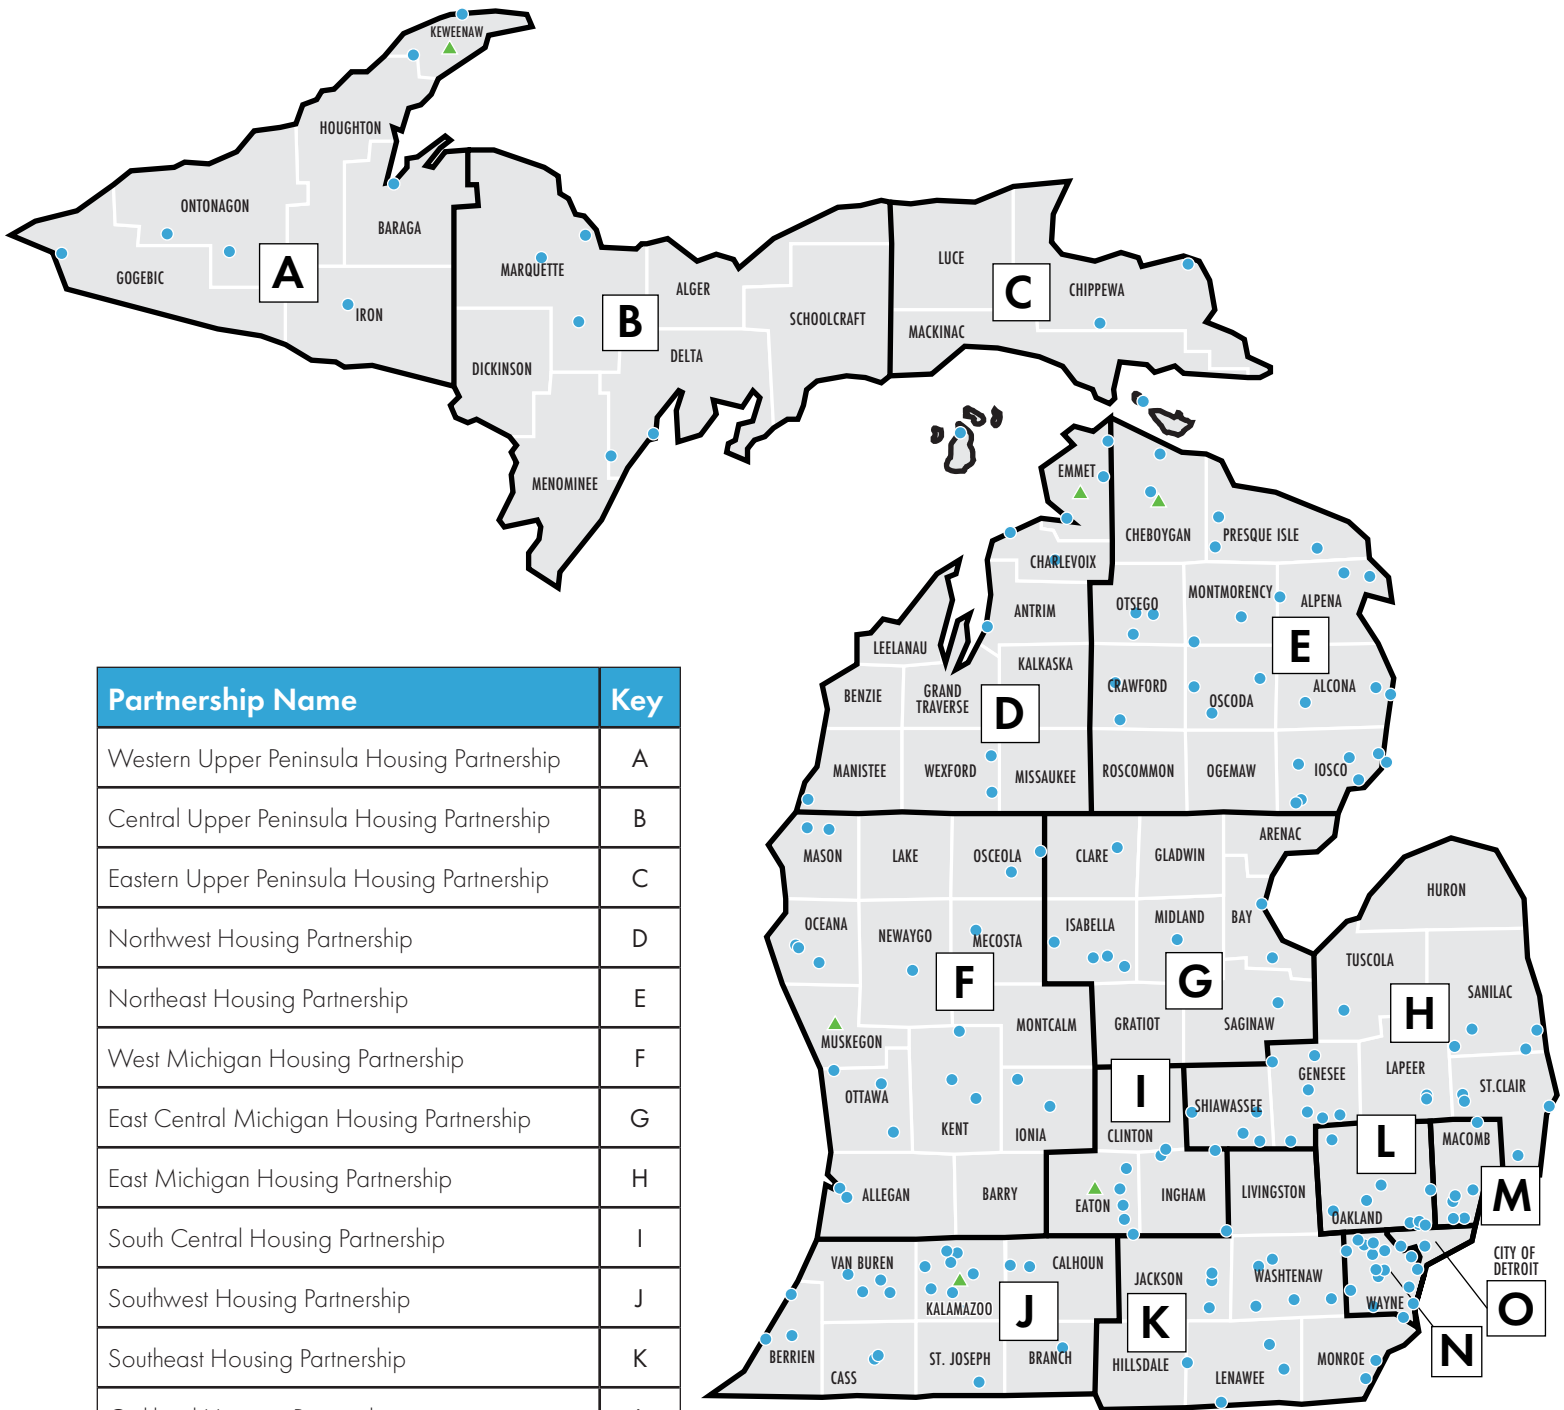 KEWEENAW
HOUGHTON
ONTONAGON
BARAGA
GOGEBIC
A
IRON
MARQUETTE
ALGER
B
SCHOOLCRAFT
DICKINSON
DELTA
MENOMINEE
LUCE
C
CHIPPEWA
MACKINAC
EMMET
CHEBOYGAN
PRESQUE ISLE
CHARLEVOIX
ANTRIM
OTSEGO
MONTMORENCY
ALPENA
LEELANAU
E
KALKASKA
BENZIE
GRAND
TRAVERSE
D
CRAWFORD
OSCODA
ALCONA
MANISTEE
WEXFORD
MISSAUKEE
ROSCOMMON
OGEMAW
IOSCO
MASON
LAKE
OSCEOLA
CLARE
GLADWIN
ARENAC
HURON
OCEANA
NEWAYGO
MECOSTA
ISABELLA
MIDLAND
BAY
TUSCOLA
F
G
SANILAC
H
MUSKEGON
MONTCALM
GRATIOT
SAGINAW
OTTAWA
KENT
IONIA
I
CLINTON
SHIAWASSEE
GENESEE
LAPEER
ST.CLAIR
L
MACOMB
ALLEGAN
BARRY
EATON
INGHAM
LIVINGSTON
OAKLAND
M
VAN BUREN
KALAMAZOO
CALHOUN
J
JACKSON
K
WASHTENAW
WAYNE
CITY OF
DETROIT
O
N
BERRIEN
CASS
ST. JOSEPH
BRANCH
HILLSDALE
LENAWEE
MONROE
Partnership Name Key
Western Upper Peninsula Housing Partnership A
Central Upper Peninsula Housing Partnership B
Eastern Upper Peninsula Housing Partnership C
Northwest Housing Partnership D
Northeast Housing Partnership E
West Michigan Housing Partnership F
East Central Michigan Housing Partnership G
East Michigan Housing Partnership H
South Central Housing Partnership I
Southwest Housing Partnership J
Southeast Housing Partnership K